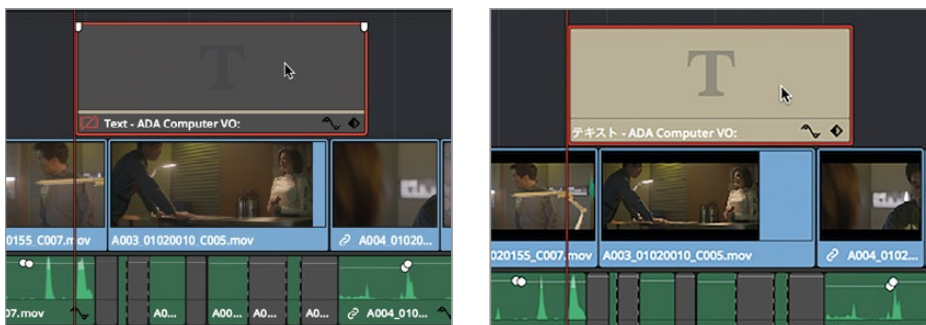 T
Text - ADA Computer VO:
0155_C007.mov
A003_01020010_C005.mov
A004_01020...
07.mov
A0...
A00...
A0...
A0...
A004_010...
T
テキスト - ADA Computer VO:
020155_C007.mov
A003_01020010_C005.mov
A004_0102...